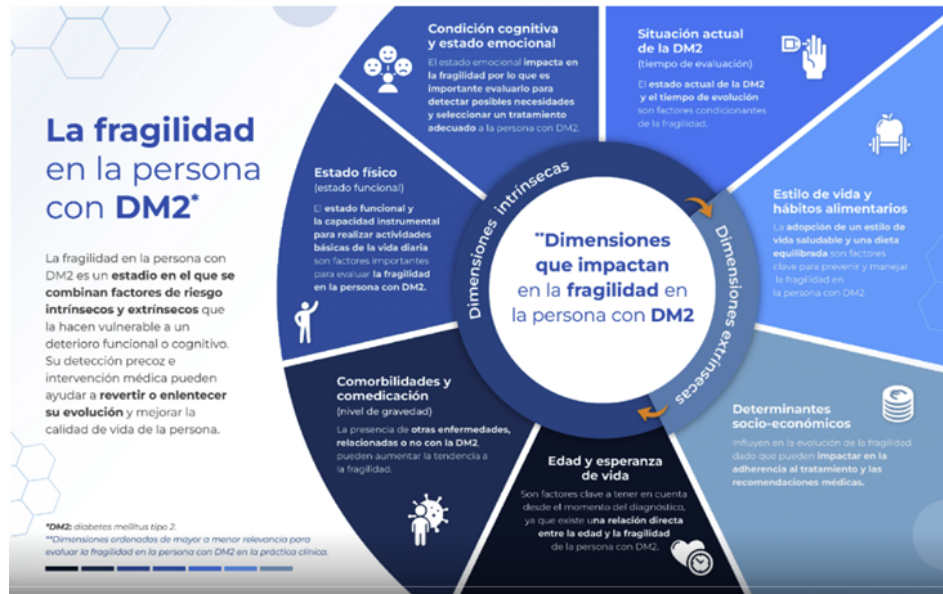 La fragilidad
en la persona
con DM2*
La fragilidad en la persona con
DM2 es un estadio en el que se
combinan factores de riesgo
intrínsecos y extrínsecos que
la hacen vulnerable a un
deterioro funcional o cognitivo.
Su detección precoz e
intervención médica pueden
ayudar a revertir o enlentecer
su evolución y mejorar la
calidad de vida de la persona.
*DM2: diabetes mellitus tipo 2.
**Dimensiones ordenadas de mayor a menor relevancia para
evaluar la fragilidad en la persona con DM2 en la práctica clínica.
Condición cognitiva
y estado emocional
El estado emocional impacta en
la fragilidad por lo que es
importante evaluarlo para
detectar posibles necesidades
y seleccionar un tratamiento
adecuado a la persona con DM2.
Estado físico
(estado funcional)
El estado funcional y
la capacidad instrumental
para realizar actividades
básicas de la vida diaria
son factores importantes
para evaluar la fragilidad
en la persona con DM2.
Comorbilidades y
comedicación
(nivel de gravedad)
La presencia de otras enfermedades,
relacionadas o no con la DM2,
pueden aumentar la tendencia a
la fragilidad.
Edad y esperanza
de vida
Son factores clave a tener en cuenta
desde el momento del diagnóstico,
ya que existe una relación directa
entre la edad y la fragilidad
de la persona con DM2.
Dimensiones intrínsecas
**Dimensiones
que impactan
en la fragilidad en
la persona con DM2
Dimensiones extrínsecas
Situación actual
de la DM2
(tiempo de evaluación)
El estado actual de la DM2
y el tiempo de evolución
son factores condicionantes
de la fragilidad.
Estilo de vida y
hábitos alimentarios
La adopción de un estilo de
vida saludable y una dieta
equilibrada son factores
clave para prevenir y manejar
la fragilidad en
la persona con DM2
Determinantes
socio-económicos
Influyen en la evolución de la fragilidad
dado que pueden impactar en la
adherencia al tratamiento y las
recomendaciones médicas.